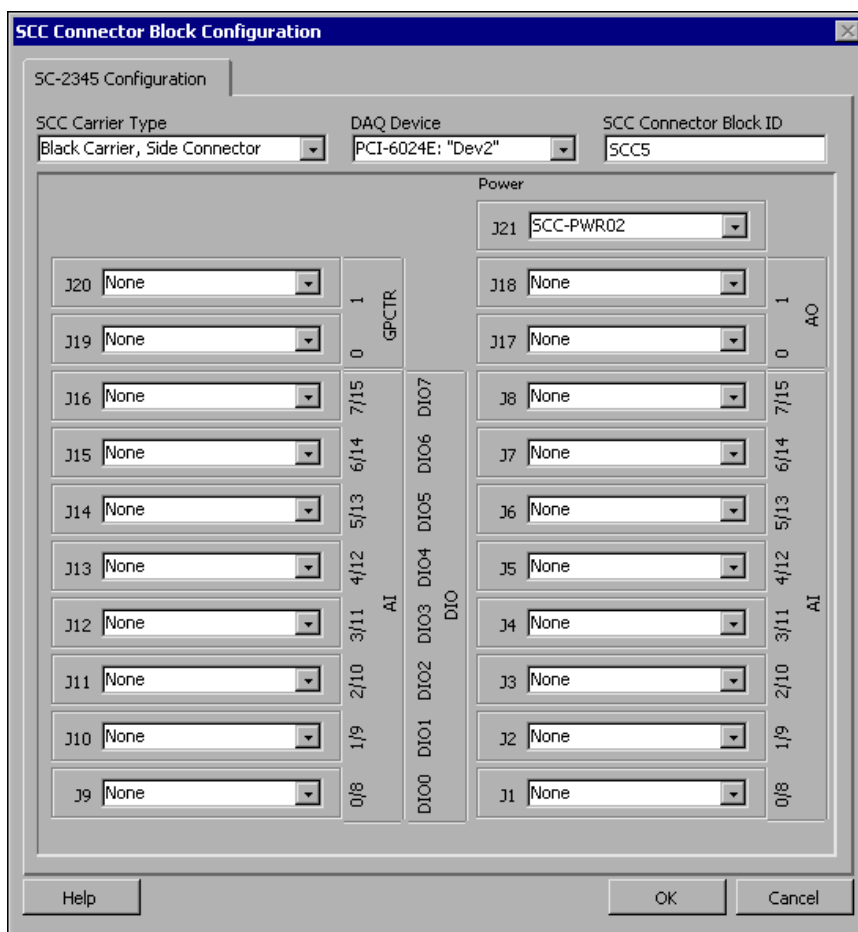 SCC Connector Block Configuration
SC-2345 Configuration
SCC Carrier Type DAQ Device SCC Connector Block ID
Black Carrier, Side Connector PCI-6024E: "Dev2" SCC5
Power
J21 SCC-PWR02
J20 None 1 J18 None 1
GPCTR AO
J19 None 0 J17 None 0
J16 None 7/15 DIO7 J8 None 7/15
J15 None 6/14 DIO6 J7 None 6/14
J14 None 5/13 DIO5 J6 None 5/13
J13 None 4/12 DIO4 J5 None 4/12
AI DIO AI
J12 None 3/11 DIO3 J4 None 3/11
J11 None 2/10 DIO2 J3 None 2/10
J10 None 1/9 DIO1 J2 None 1/9
J9 None 0/8 DIO0 J1 None 0/8
Help OK Cancel